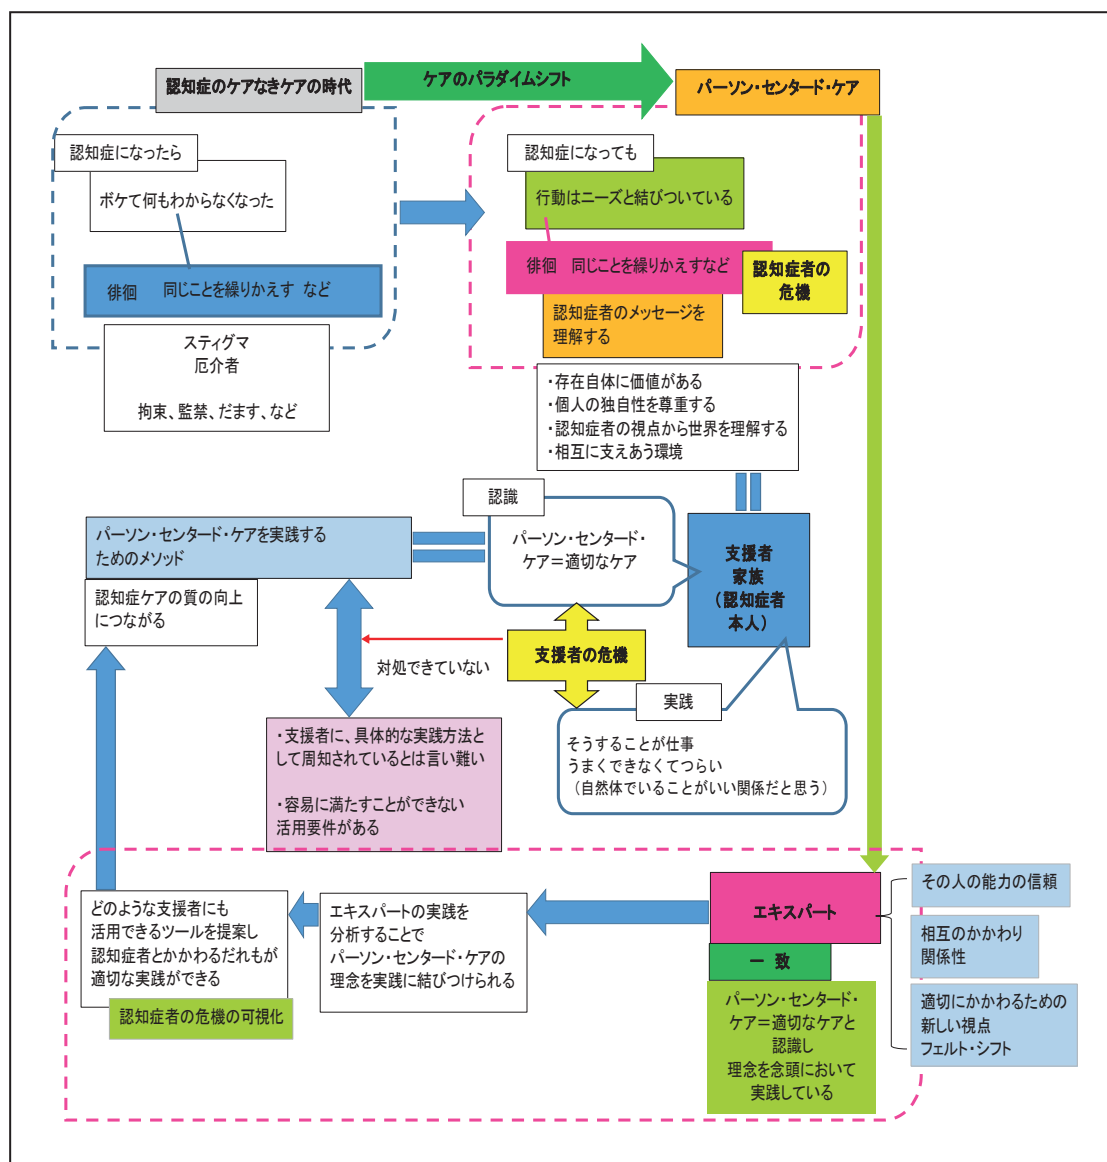 認知症のケアなきケアの時代
ケアのパラダイムシフト
パーソン・センタード・ケア
認知症になったら
ボケて何もわからなくなった
徘徊　同じことを繰りかえす など
スティグマ
厄介者
拘束、監禁、だます、など
認知症になっても
行動はニーズと結びついている
徘徊　同じことを繰りかえすなど
認知症者の
危機
認知症者のメッセージを
理解する
・存在自体に価値がある
・個人の独自性を尊重する
・認知症者の視点から世界を理解する
・相互に支えあう環境
認識
パーソン・センタード・
ケア＝適切なケア
パーソン・センタード・ケアを実践する
ためのメソッド
認知症ケアの質の向上
につながる
支援者
家族
（認知症者
本人）
支援者の危機
対処できていない
実践
そうすることが仕事
うまくできなくてつらい
（自然体でいることがいい関係だと思う）
・支援者に、具体的な実践方法と
して周知されているとは言い難い
・容易に満たすことができない
活用要件がある
どのような支援者にも
活用できるツールを提案し
認知症者とかかわるだれもが
適切な実践ができる
認知症者の危機の可視化
エキスパートの実践を
分析することで
パーソン・センタード・ケアの
理念を実践に結びつけられる
エキスパート
一 致
パーソン・センタード・
ケア＝適切なケアと
認識し
理念を念頭において
実践している
その人の能力の信頼
相互のかかわり
関係性
適切にかかわるための
新しい視点
フェルト・シフト